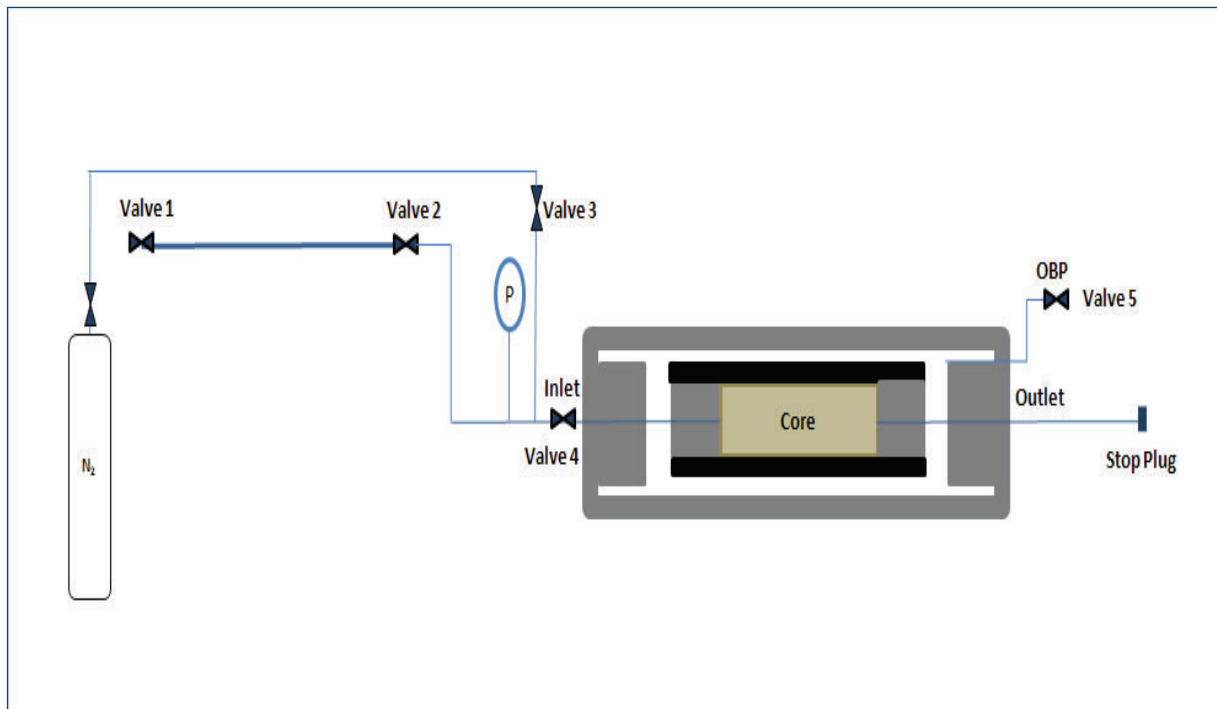 Valve 1
Valve 2
Valve 3
P
OBP
Valve 5
Inlet
Valve 4
Core
Outlet
Stop Plug
N₂